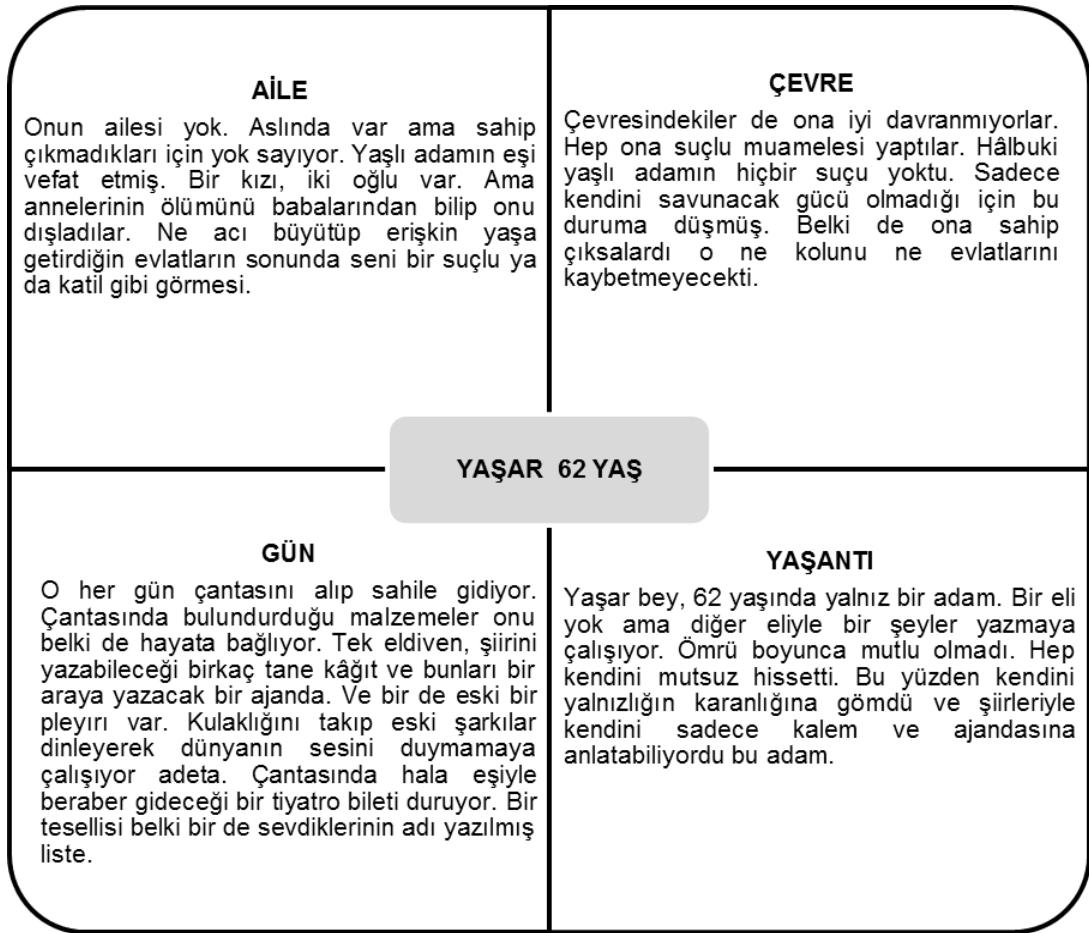 AİLE
Onun ailesi yok. Aslında var ama sahip
çıkmadıkları için yok sayıyor. Yaşlı adamın eşi
vefat etmiş. Bir kızı, iki oğlu var. Ama
annelerinin ölümünü babalarından bilip onu
dışladılar. Ne acı büyütüp erişkin yaşa
getirdiğin evlatların sonunda seni bir suçlu ya
da katil gibi görmesi.
ÇEVRE
Çevresindekiler de ona iyi davranmıyorlar.
Hep ona suçlu muamelesi yaptılar. Hâlbuki
yaşlı adamın hiçbir suçu yoktu. Sadece
kendini savunacak gücü olmadığı için bu
duruma düşmüş. Belki de ona sahip
çıksalardı o ne kolunu ne evlatlarını
kaybetmeyecekti.
YAŞAR 62 YAŞ
GÜN
O her gün çantasını alıp sahile gidiyor.
Çantasında bulundurduğu malzemeler onu
belki de hayata bağlıyor. Tek eldiven, şiirini
yazabileceği birkaç tane kâğıt ve bunları bir
araya yazacak bir ajanda. Ve bir de eski bir
pleyırı var. Kulaklığını takıp eski şarkılar
dinleyerek dünyanın sesini duymamaya
çalışıyor adeta. Çantasında hala eşiyle
beraber gideceği bir tiyatro bileti duruyor. Bir
tesellisi belki bir de sevdiklerinin adı yazılmış
liste.
YAŞANTI
Yaşar bey, 62 yaşında yalnız bir adam. Bir eli
yok ama diğer eliyle bir şeyler yazmaya
çalışıyor. Ömrü boyunca mutlu olmadı. Hep
kendini mutsuz hissetti. Bu yüzden kendini
yalnızlığın karanlığına gömdü ve şiirleriyle
kendini sadece kalem ve ajandasına
anlatabiliyordu bu adam.